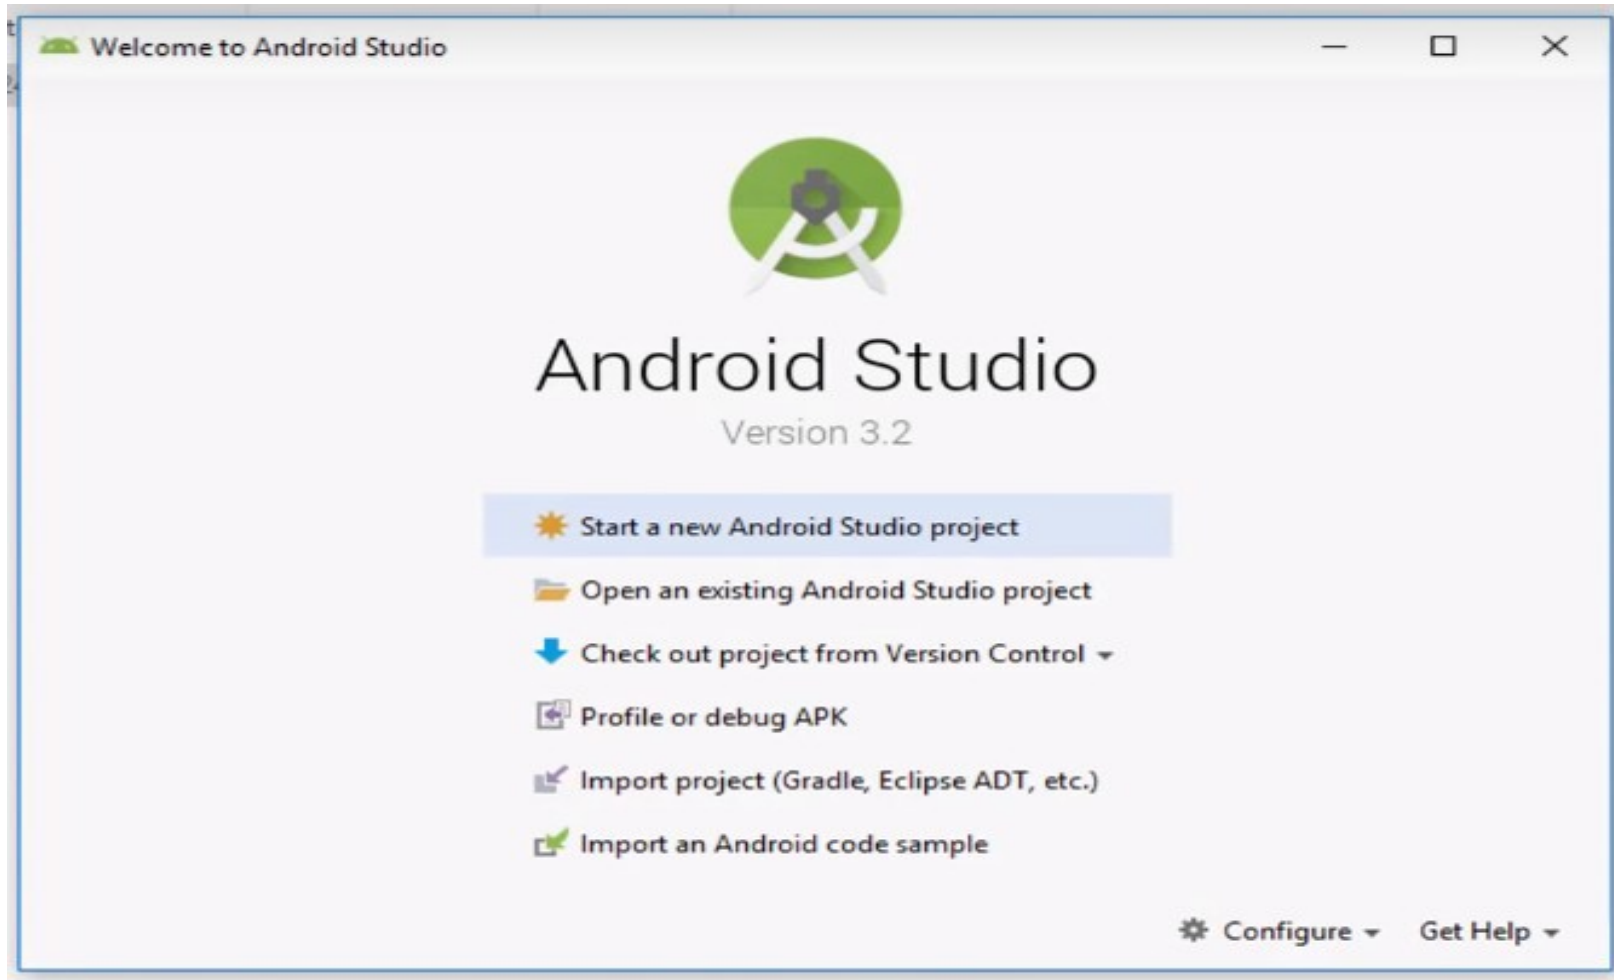 Welcome to Android Studio
Android Studio
Version 3.2
Start a new Android Studio project
Open an existing Android Studio project
Check out project from Version Control
Profile or debug APK
Import project (Gradle, Eclipse ADT, etc.)
Import an Android code sample
Configure Get Help